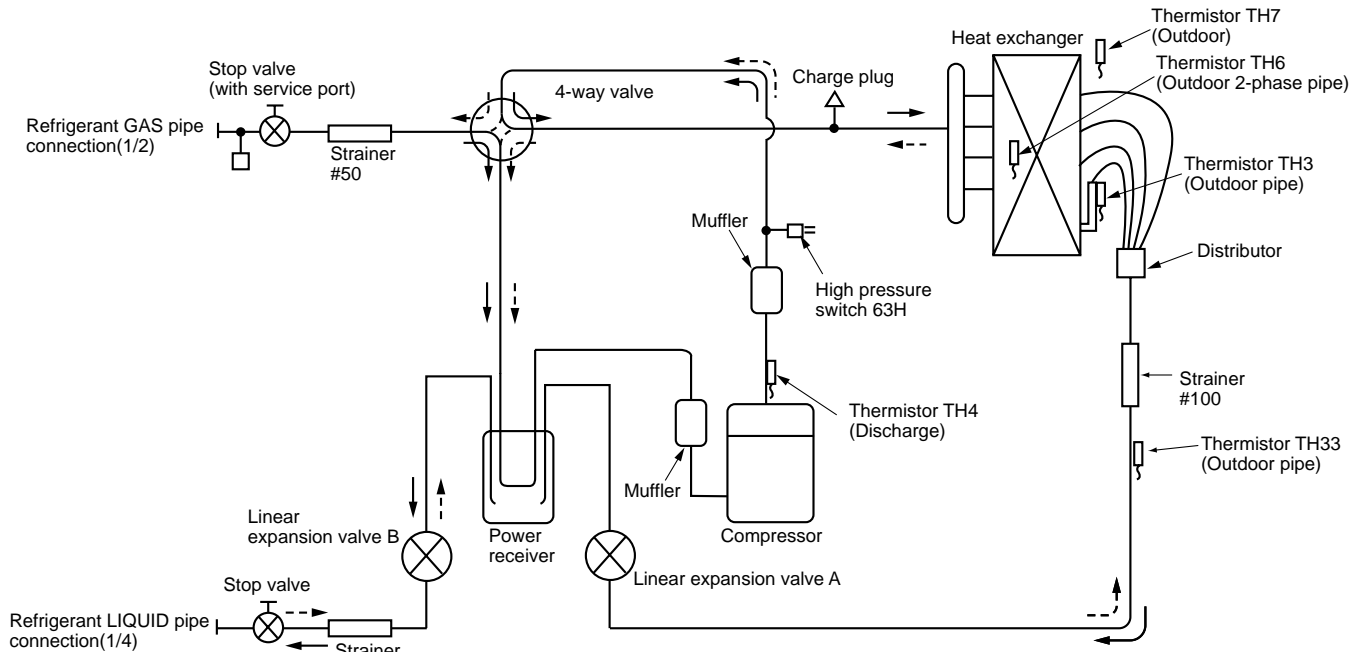 Thermistor TH7
(Outdoor)
Heat exchanger
Thermistor TH6
(Outdoor 2-phase pipe)
Stop valve
(with service port)
Charge plug
4-way valve
Refrigerant GAS pipe
connection(1/2)
Strainer
#50
Thermistor TH3
(Outdoor pipe)
Muffler
Distributor
High pressure
switch 63H
Strainer
#100
Thermistor TH4
(Discharge)
Thermistor TH33
(Outdoor pipe)
Muffler
Linear
expansion valve B
Power
receiver
Compressor
Linear expansion valve A
Stop valve
Refrigerant LIQUID pipe
connection(1/4)
Strainer